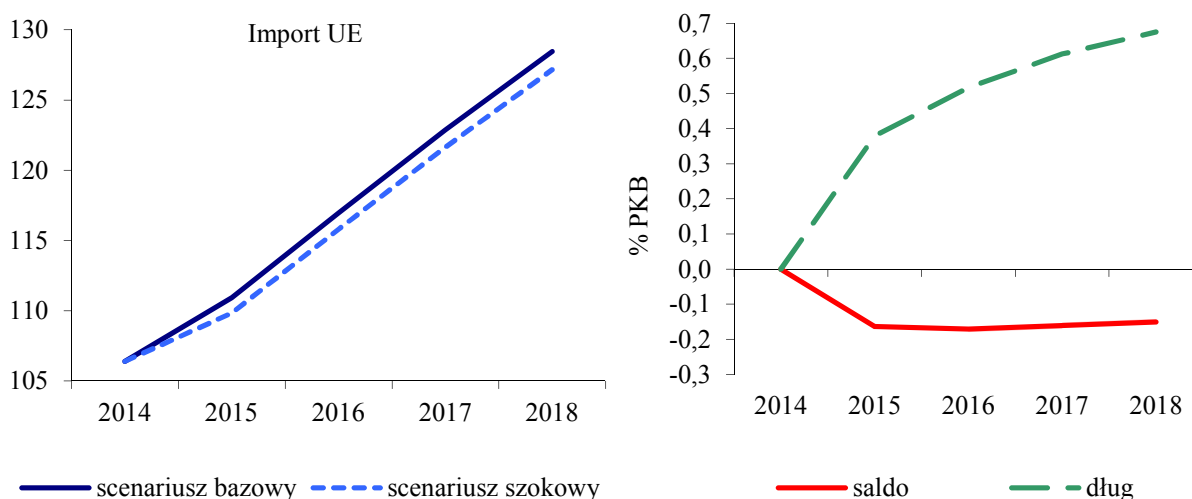 Import UE
130
125
120
115
110
105
2014 2015 2016 2017 2018
scenariusz bazowy scenariusz szokowy
% PKB
0,7
0,6
0,5
0,4
0,3
0,2
0,1
0,0
-0,1
-0,2
-0,3
2014 2015 2016 2017 2018
saldo dług